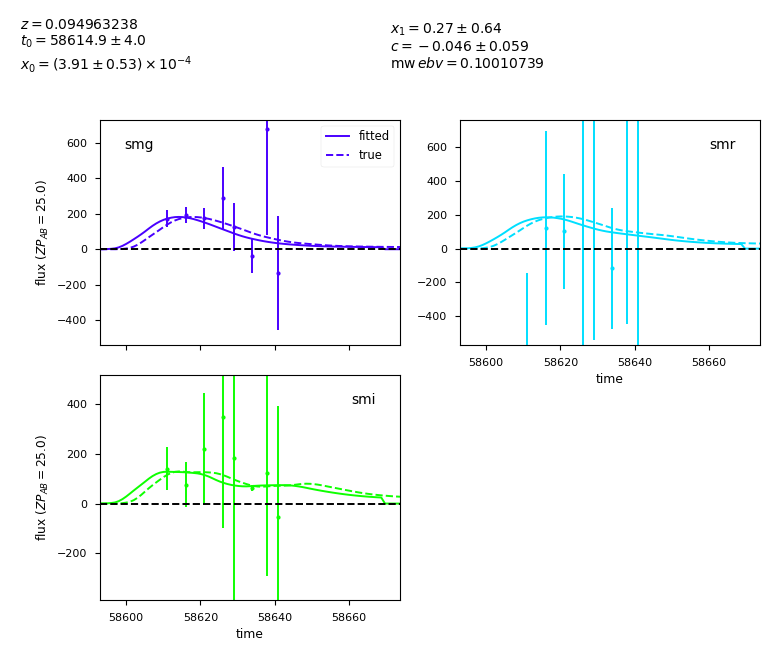 z = 0.094963238
t₀ = 58614.9 ± 4.0
x₀ = (3.91 ± 0.53) × 10⁻⁴
x₁ = 0.27 ± 0.64
c = −0.046 ± 0.059
mw ebv = 0.10010739
smg
fitted
true
600
400
200
0
−200
−400
flux (ZP_AB = 25.0)
smr
600
400
200
0
−200
−400
58600 58620 58640 58660
time
smi
400
200
0
−200
flux (ZP_AB = 25.0)
58600 58620 58640 58660
time